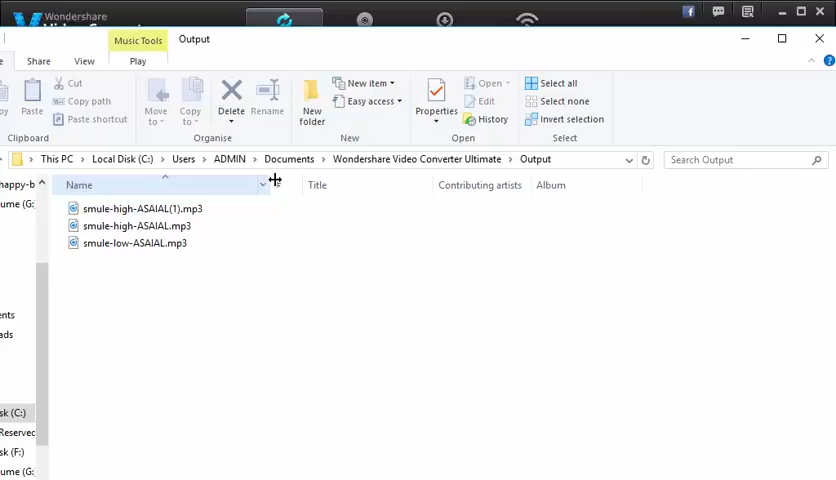 Wondershare
Music Tools
Output
Share
View
Play
Cut
Copy path
Paste
Paste shortcut
Clipboard
Move to
Copy to
Delete
Rename
Organise
New folder
New item
Easy access
New
Properties
Open
Edit
History
Open
Select all
Select none
Invert selection
Select
This PC > Local Disk (C:) > Users > ADMIN > Documents > Wondershare Video Converter Ultimate > Output
Search Output
Name
Title
Contributing artists
Album
smule-high-ASAIAL(1).mp3
smule-high-ASAIAL.mp3
smule-low-ASAIAL.mp3
happy-b
ume (G:
ents
ads
sk (C:)
Reserved
sk (F:)
ume (G: